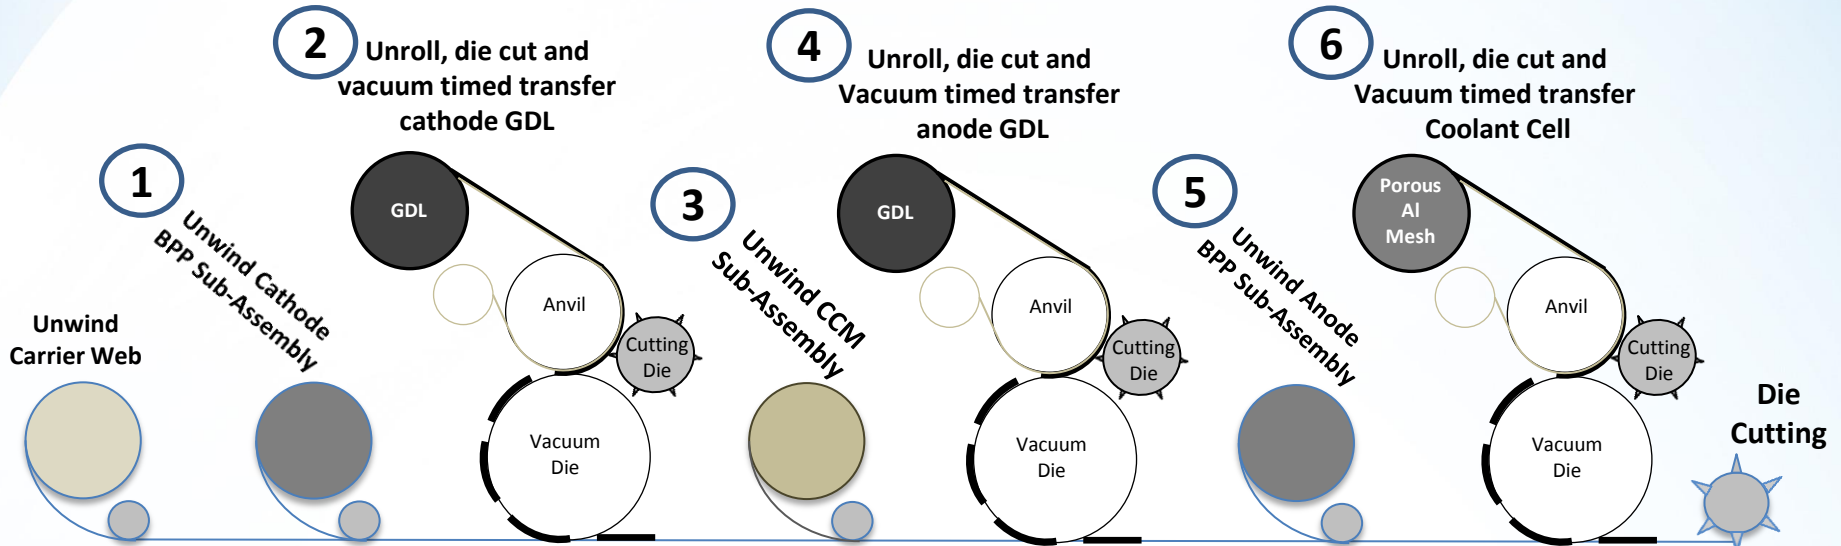 Unwind
Carrier Web
1
Unwind Cathode
BPP Sub-Assembly
2
Unroll, die cut and
vacuum timed transfer
cathode GDL
GDL
Anvil
Cutting
Die
Vacuum
Die
3
Unwind CCM
Sub-Assembly
4
Unroll, die cut and
Vacuum timed transfer
anode GDL
GDL
Anvil
Cutting
Die
Vacuum
Die
5
Unwind Anode
BPP Sub-Assembly
6
Unroll, die cut and
Vacuum timed transfer
Coolant Cell
Porous
Al
Mesh
Anvil
Cutting
Die
Vacuum
Die
Die
Cutting